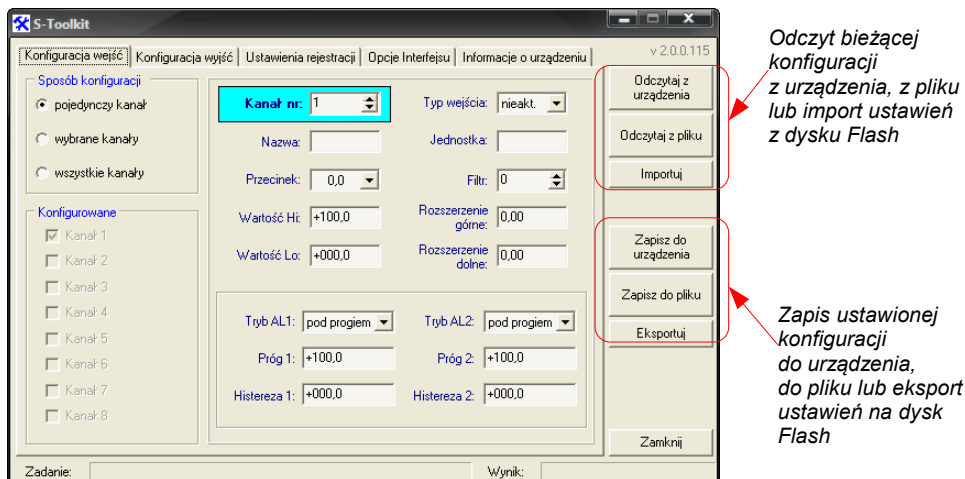 S-Toolkit
Konfiguracja wejść Konfiguracja wyjść Ustawienia rejestracji Opcje Interfejsu Informacje o urządzeniu
v 2.0.0.115
Sposób konfiguracji
pojedynczy kanał
wybrane kanały
wszystkie kanały
Konfigurowane
Kanał 1
Kanał 2
Kanał 3
Kanał 4
Kanał 5
Kanał 6
Kanał 7
Kanał 8
Kanał nr: 1
Typ wejścia: nieakt.
Nazwa:
Jednostka:
Przecinek: 0,0
Filtr: 0
Wartość Hi: +100,0
Rozszerzenie
górne: 0,00
Wartość Lo: +000,0
Rozszerzenie
dolne: 0,00
Tryb AL1: pod progiem
Tryb AL2: pod progiem
Próg 1: +100,0
Próg 2: +100,0
Histereza 1: +000,0
Histereza 2: +000,0
Odczytaj z
urządzenia
Odczytaj z pliku
Importuj
Zapisz do
urządzenia
Zapisz do pliku
Eksportuj
Zamknij
Zadanie:
Wynik:
Odczyt bieżącej
konfiguracji
z urządzenia, z pliku
lub import ustawień
z dysku Flash
Zapis ustawionej
konfiguracji
do urządzenia,
do pliku lub eksport
ustawień na dysk
Flash